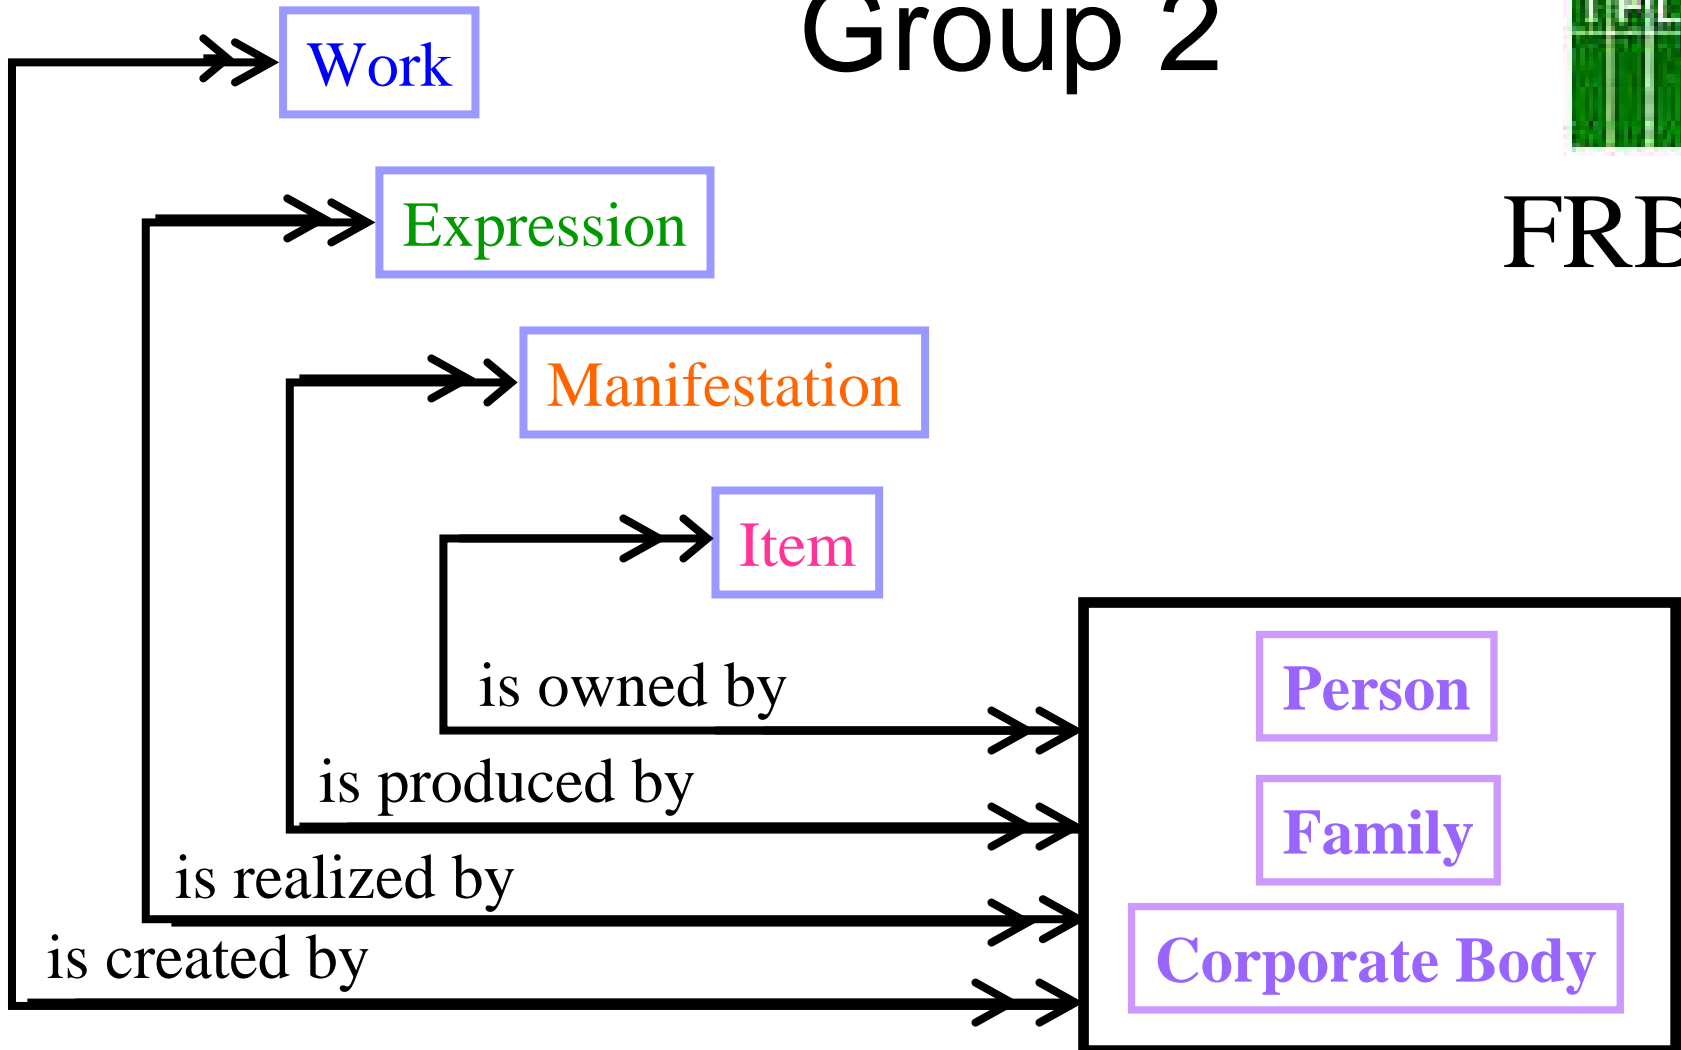 Group 2
Work
Expression
FRB
Manifestation
Item
is owned by
Person
is produced by
Family
is realized by
Corporate Body
is created by